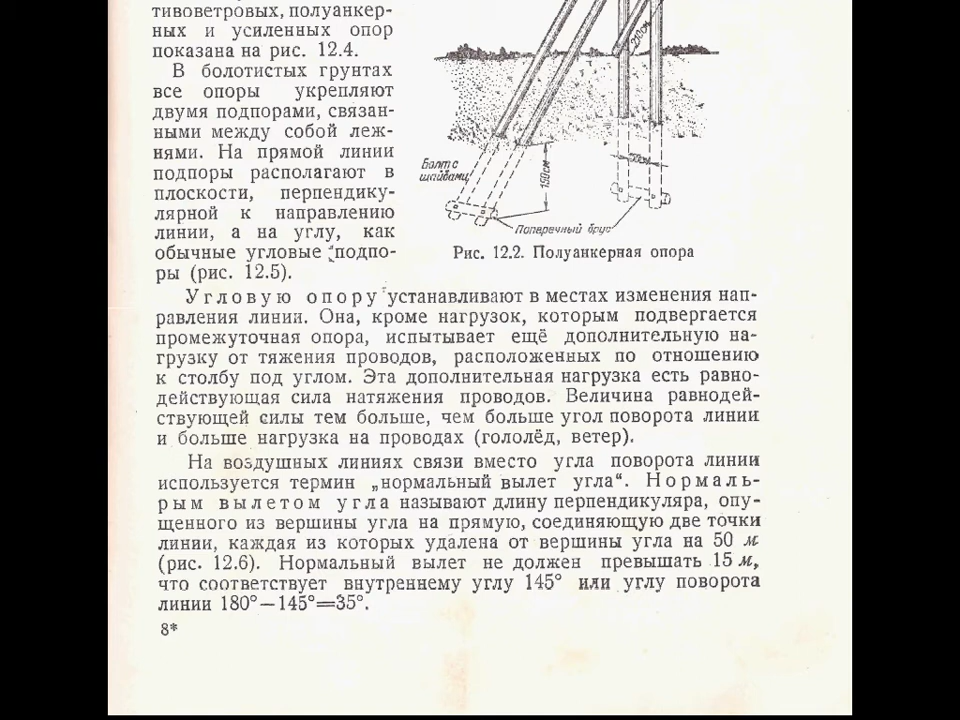 тивоветровых, полуанкер-
ных и усиленных опор
показана на рис. 12.4.
В болотистых грунтах
все опоры укрепляют
двумя подпорами, связан-
ными между собой леж-
нями. На прямой линии
подпоры располагают в
плоскости, перпендику-
лярной к направлению
линии, а на углу, как
обычные угловые подпо-
ры (рис. 12.5).
210см
Болт с
шайбами
150см
50см
Поперечный брус
Рис. 12.2. Полуанкерная опора
Угловую опору устанавливают в местах изменения нап-
равления линии. Она, кроме нагрузок, которым подвергается
промежуточная опора, испытывает ещё дополнительную на-
грузку от тяжения проводов, расположенных по отношению
к столбу под углом. Эта дополнительная нагрузка есть равно-
действующая сила натяжения проводов. Величина равнодей-
ствующей силы тем больше, чем больше угол поворота линии
и больше нагрузка на проводах (гололёд, ветер).
На воздушных линиях связи вместо угла поворота линии
используется термин „нормальный вылет угла“. Нормаль-
рым вылетом угла называют длину перпендикуляра, опу-
щенного из вершины угла на прямую, соединяющую две точки
линии, каждая из которых удалена от вершины угла на 50 м
(рис. 12.6). Нормальный вылет не должен превышать 15 м,
что соответствует внутреннему углу 145° или углу поворота
линии 180°—145°=35°.
8*